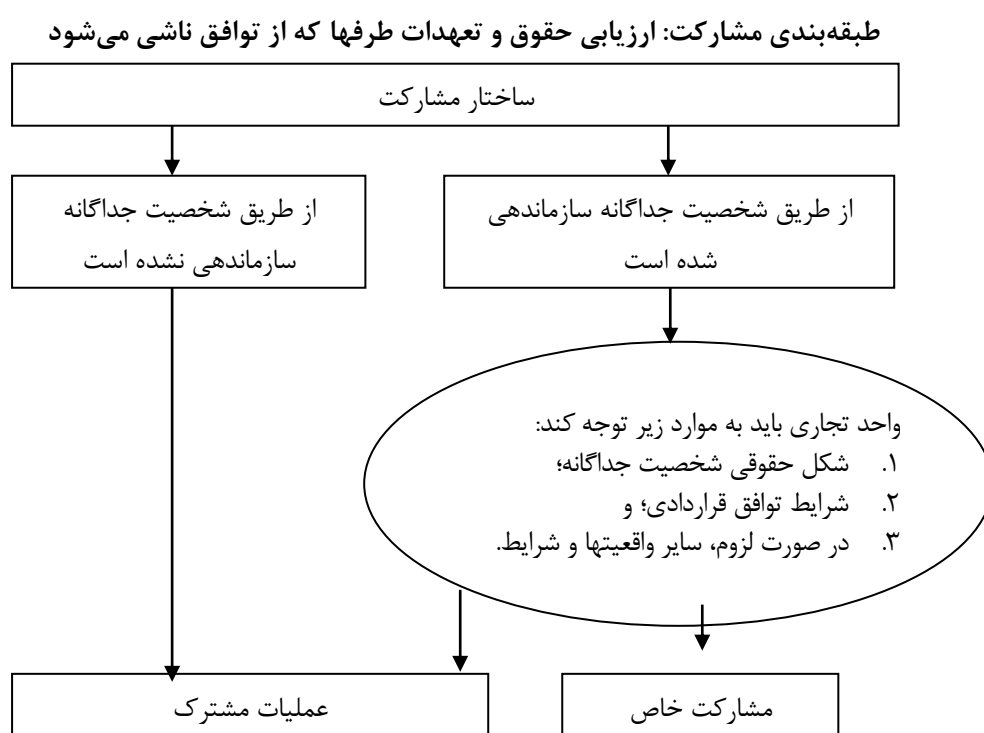 طبقه‌بندی مشارکت: ارزیابی حقوق و تعهدات طرفها که از توافق ناشی می‌شود
ساختار مشارکت
از طریق شخصیت جداگانه سازماندهی
شده است
از طریق شخصیت جداگانه
سازماندهی نشده است
واحد تجاری باید به موارد زیر توجه کند:
۱. شکل حقوقی شخصیت جداگانه؛
۲. شرایط توافق قراردادی؛ و
۳. در صورت لزوم، سایر واقعیتها و شرایط.
مشارکت خاص
عملیات مشترک